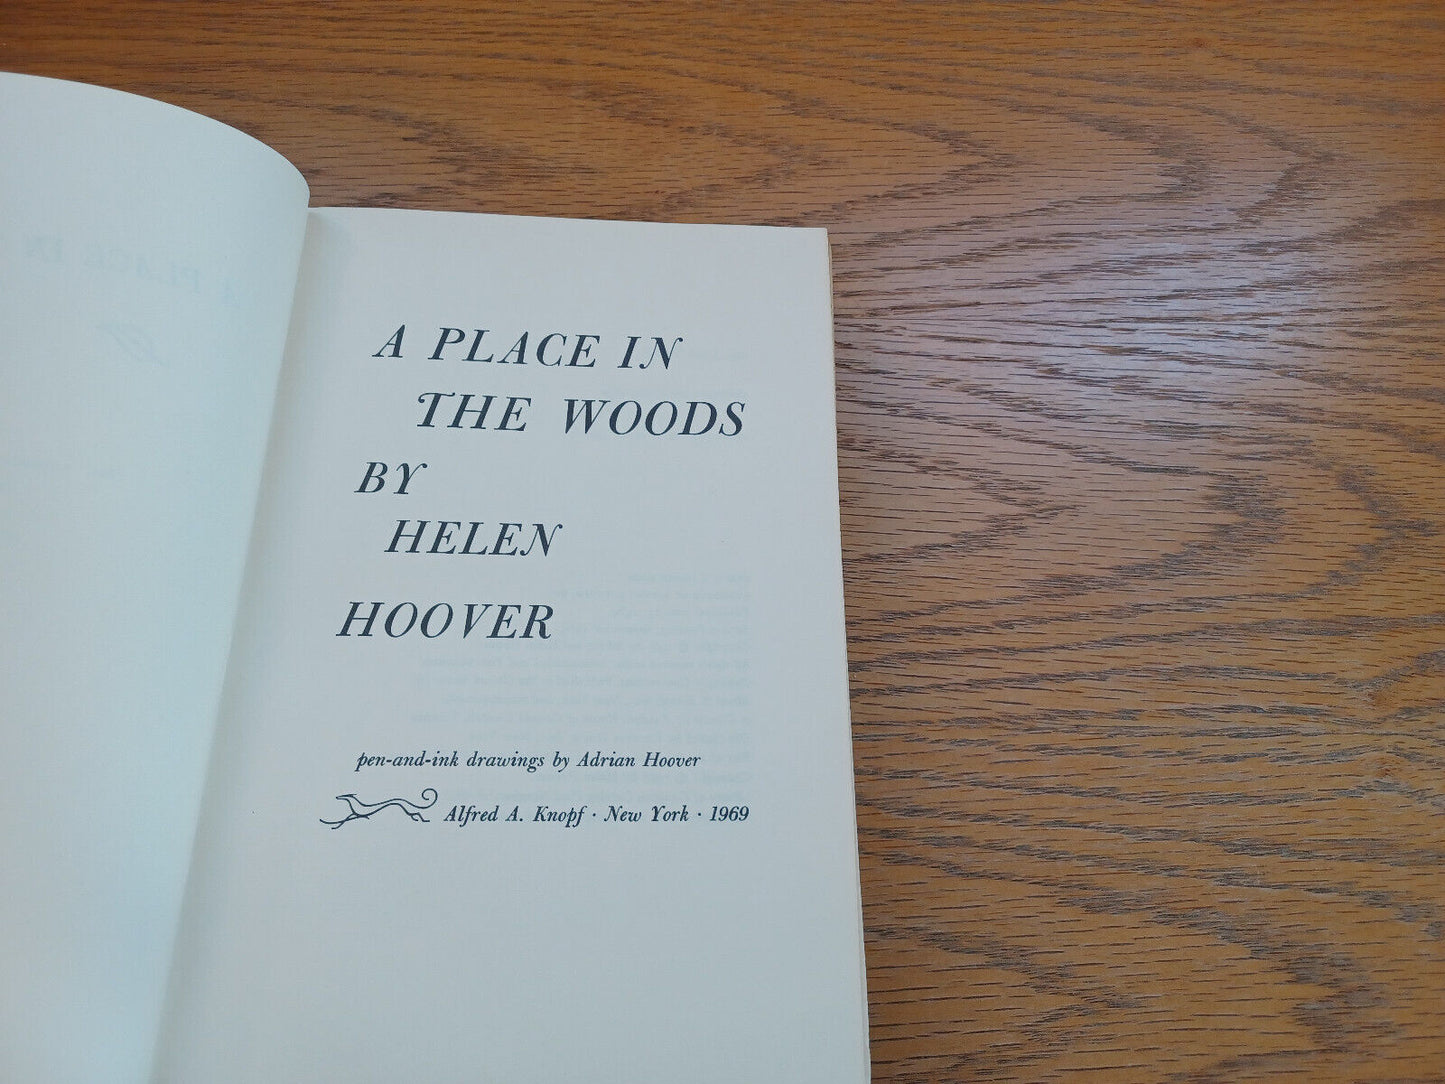 A PLACE IN
THE WOODS
BY
HELEN
HOOVER
pen-and-ink drawings by Adrian Hoover
Alfred A. Knopf · New York · 1969